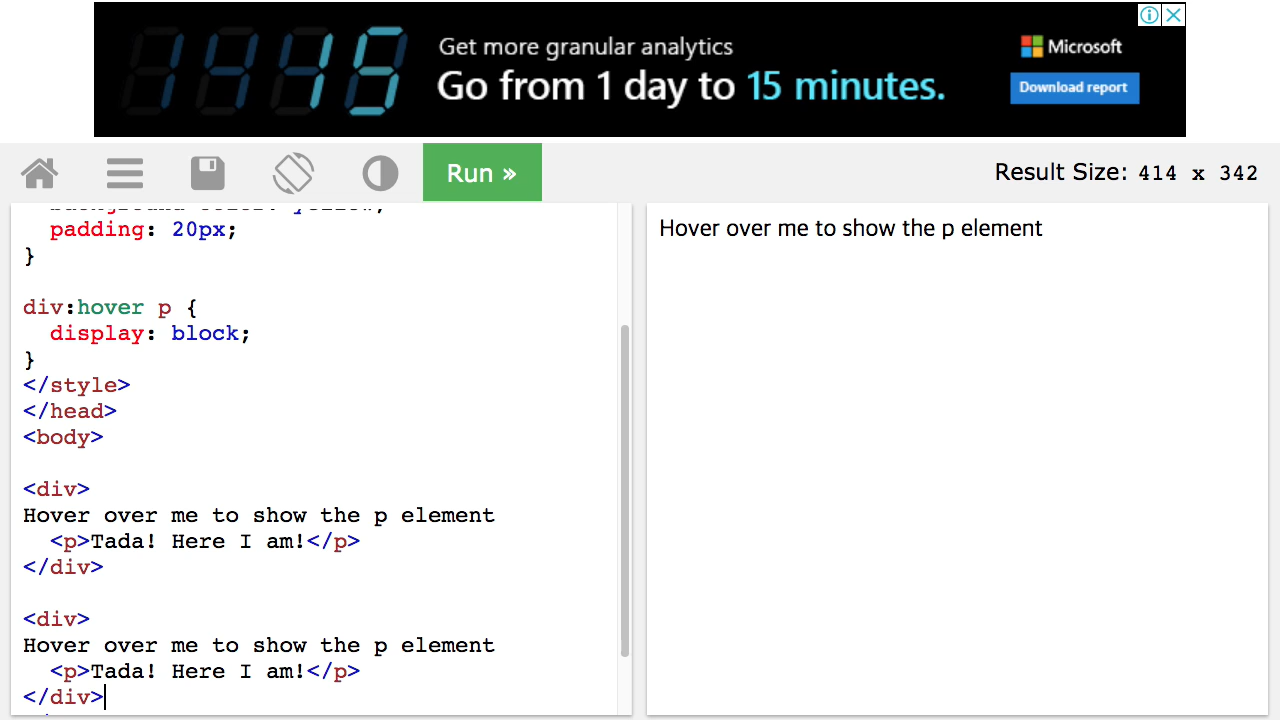 Get more granular analytics
Go from 1 day to 15 minutes.
15
Microsoft
Download report
Run »
Result Size: 414 x 342
padding: 20px;
}
div:hover p {
display: block;
}
</style>
</head>
<body>
<div>
Hover over me to show the p element
<p>Tada! Here I am!</p>
</div>
<div>
Hover over me to show the p element
<p>Tada! Here I am!</p>
</div>
Hover over me to show the p element